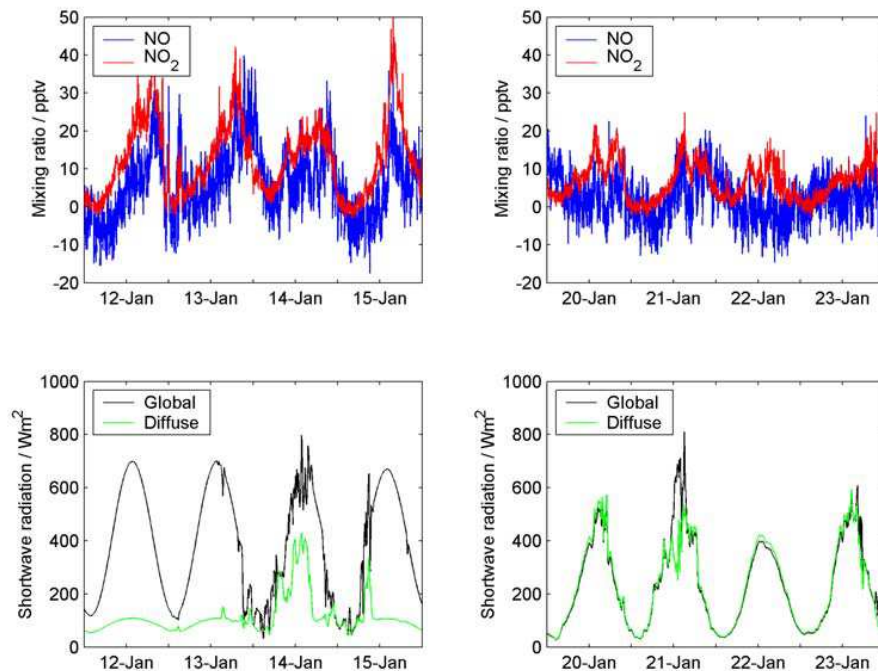 50
40
30
20
10
0
-10
-20
Mixing ratio / pptv
NO
NO2
12-Jan 13-Jan 14-Jan 15-Jan
50
40
30
20
10
0
-10
-20
Mixing ratio / pptv
NO
NO2
20-Jan 21-Jan 22-Jan 23-Jan
1000
800
600
400
200
0
Shortwave radiation / Wm2
Global
Diffuse
12-Jan 13-Jan 14-Jan 15-Jan
1000
800
600
400
200
0
Shortwave radiation / Wm2
Global
Diffuse
20-Jan 21-Jan 22-Jan 23-Jan